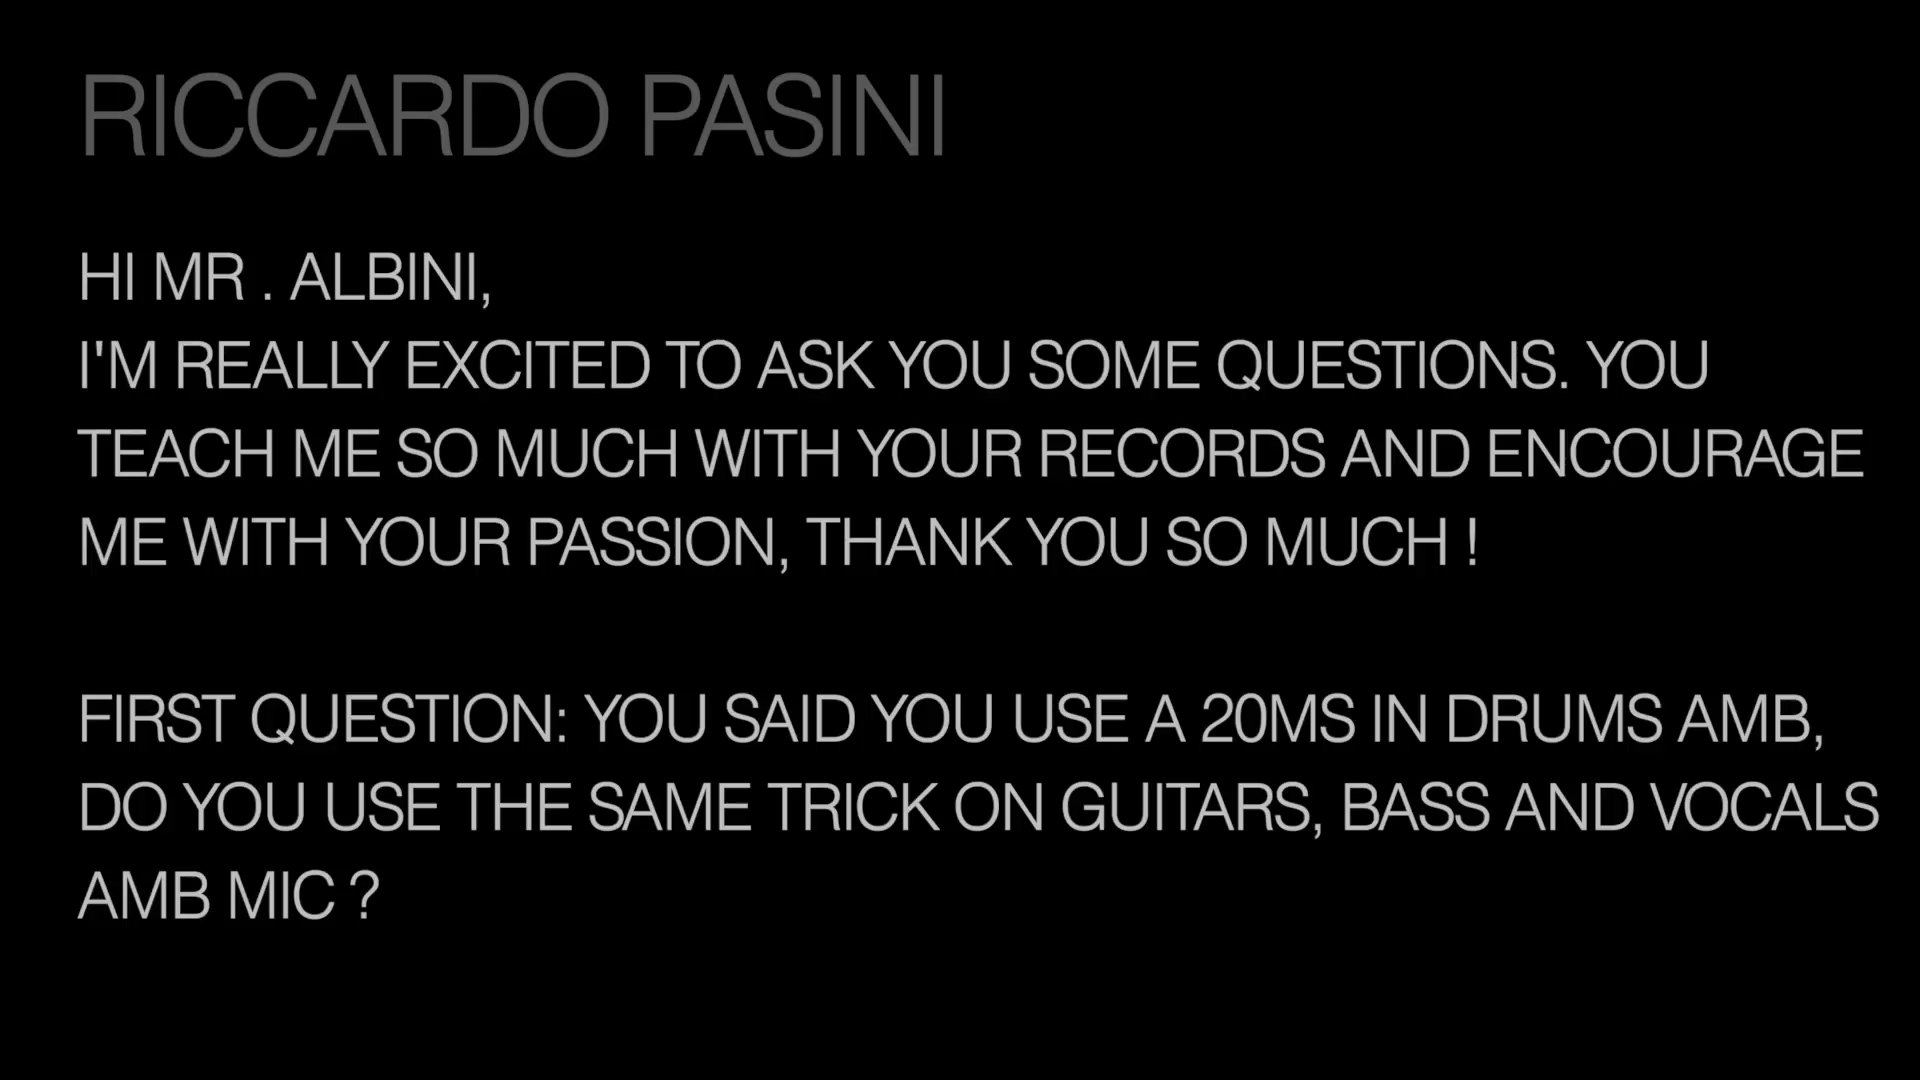 RICCARDO PASINI
HI MR . ALBINI,
I'M REALLY EXCITED TO ASK YOU SOME QUESTIONS. YOU
TEACH ME SO MUCH WITH YOUR RECORDS AND ENCOURAGE
ME WITH YOUR PASSION, THANK YOU SO MUCH !
FIRST QUESTION: YOU SAID YOU USE A 20MS IN DRUMS AMB,
DO YOU USE THE SAME TRICK ON GUITARS, BASS AND VOCALS
AMB MIC ?